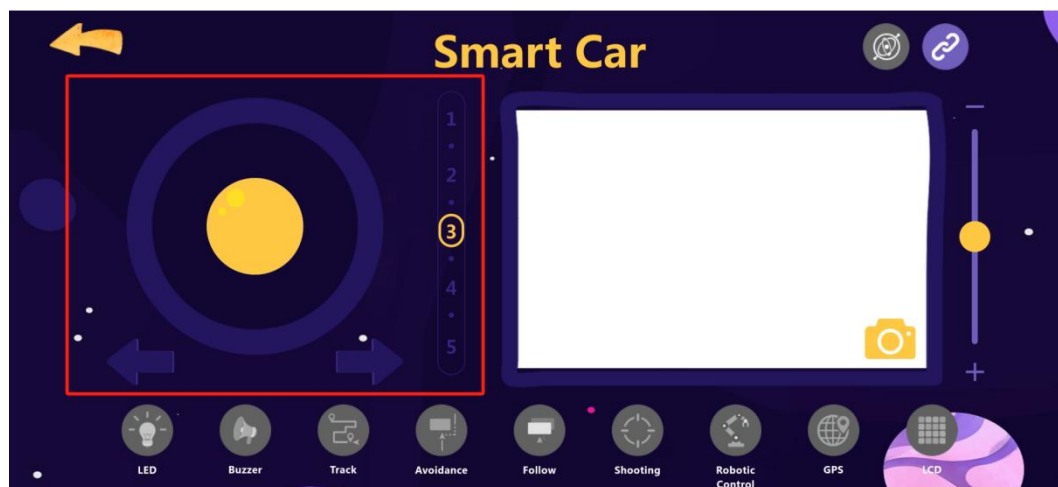 Smart Car
1
2
3
4
5
−
+
LED
Buzzer
Track
Avoidance
Follow
Shooting
Robotic
Control
GPS
LCD